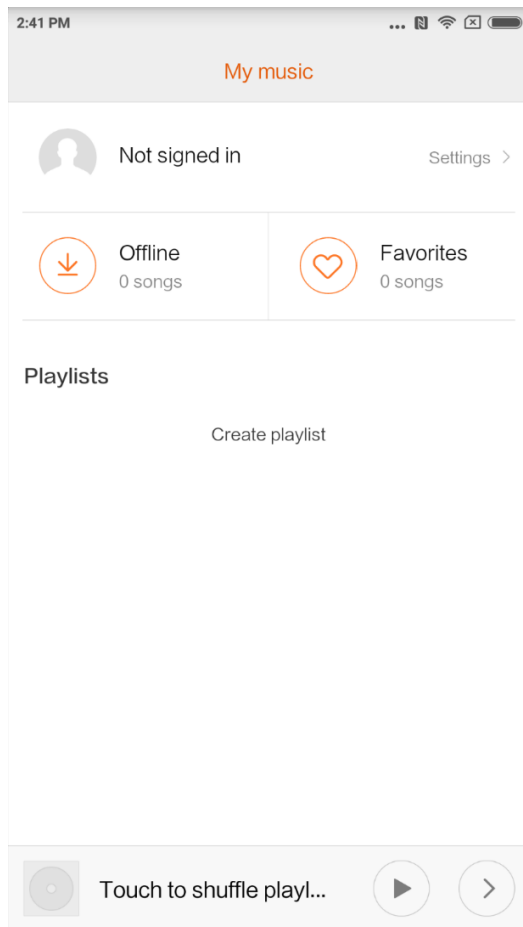 2:41 PM
My music
Not signed in
Settings
Offline
0 songs
Favorites
0 songs
Playlists
Create playlist
Touch to shuffle playl...